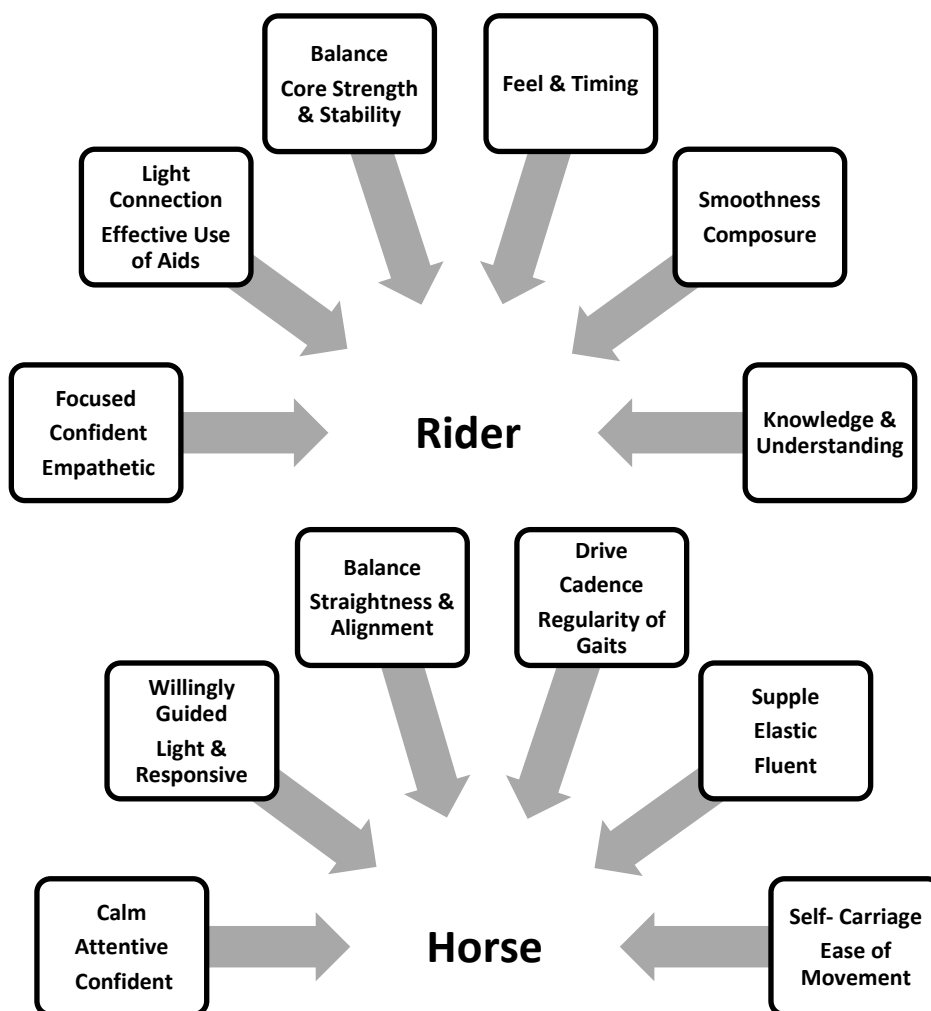 Balance
Core Strength
& Stability
Feel & Timing
Light
Connection
Effective Use
of Aids
Smoothness
Composure
Focused
Confident
Empathetic
Rider
Knowledge &
Understanding
Balance
Straightness &
Alignment
Drive
Cadence
Regularity of
Gaits
Willingly
Guided
Light &
Responsive
Supple
Elastic
Fluent
Calm
Attentive
Confident
Horse
Self- Carriage
Ease of
Movement